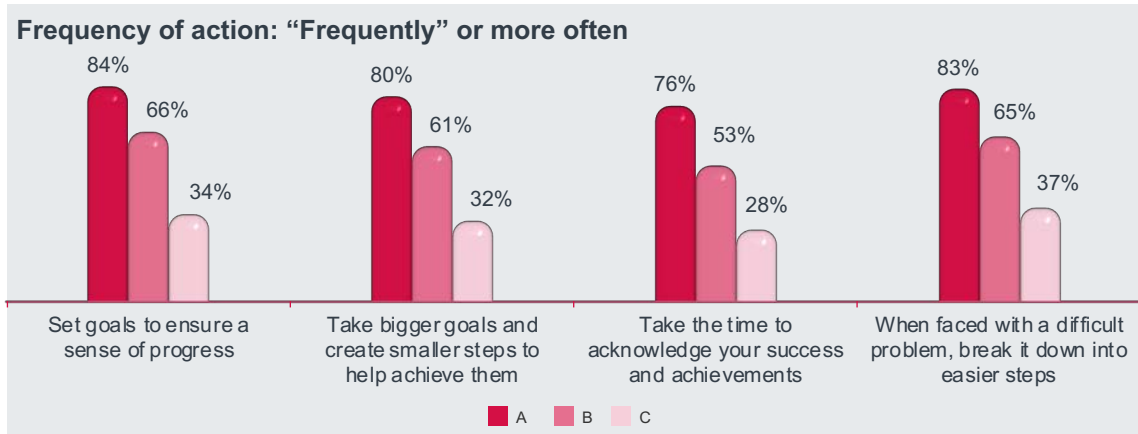 Frequency of action: “Frequently” or more often
84%
66%
34%
80%
61%
32%
76%
53%
28%
83%
65%
37%
Set goals to ensure a
sense of progress
Take bigger goals and
create smaller steps to
help achieve them
Take the time to
acknowledge your success
and achievements
When faced with a difficult
problem, break it down into
easier steps
A
B
C